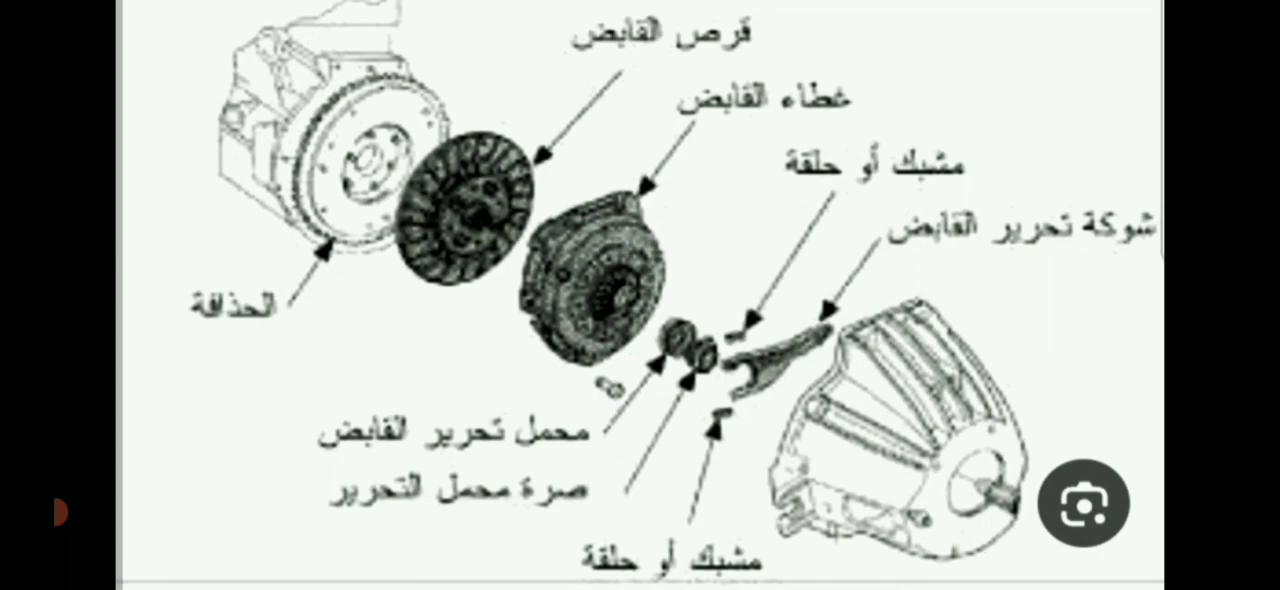 قرص القابض
غطاء القابض
مشبك أو حلقة
شوكة تحرير القابض
الحذافة
محمل تحرير القابض
صرة محمل التحرير
مشبك أو حلقة